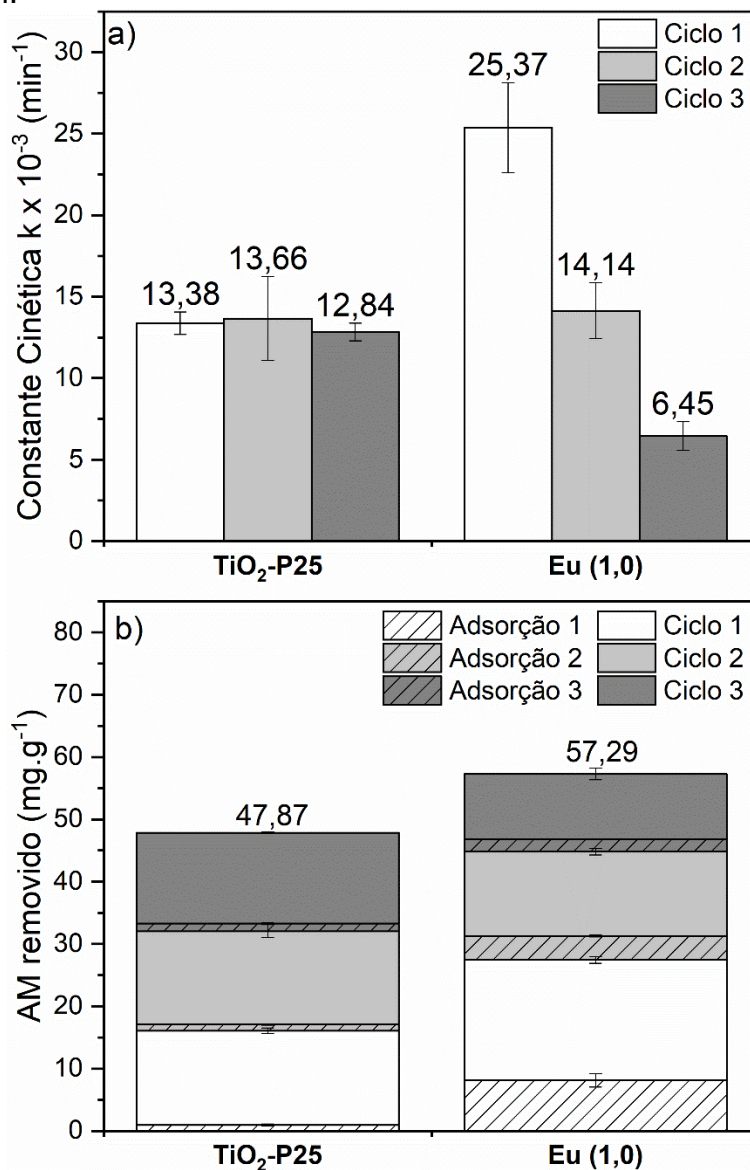 a)
Ciclo 1
Ciclo 2
Ciclo 3
Constante Cinética k x 10⁻³ (min⁻¹)
30
25
20
15
10
5
0
13,38
13,66
12,84
25,37
14,14
6,45
TiO₂-P25
Eu (1,0)
b)
Adsorção 1
Ciclo 1
Adsorção 2
Ciclo 2
Adsorção 3
Ciclo 3
AM removido (mg.g⁻¹)
80
70
60
50
40
30
20
10
0
47,87
57,29
TiO₂-P25
Eu (1,0)